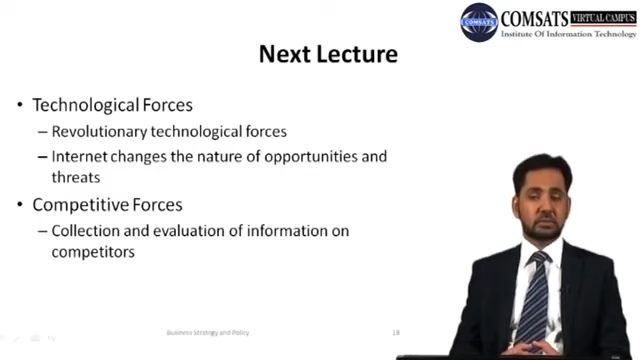 COMSATS VIRTUAL CAMPUS
Institute Of Information Technology
Next Lecture
• Technological Forces
– Revolutionary technological forces
– Internet changes the nature of opportunities and
threats
• Competitive Forces
– Collection and evaluation of information on
competitors
Business Strategy and Policy
18